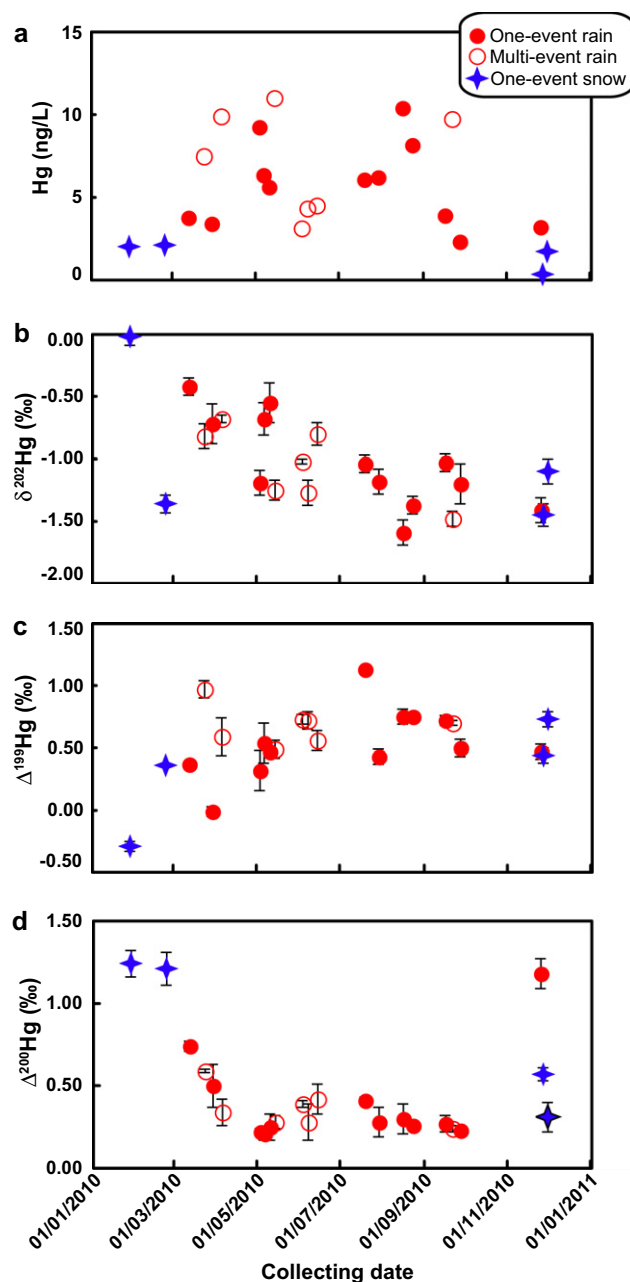 a
15
One-event rain
Multi-event rain
One-event snow
10
5
0
Hg (ng/L)
b
0.00
-0.50
-1.00
-1.50
-2.00
δ²⁰²Hg (‰)
c
1.50
1.00
0.50
0.00
-0.50
Δ¹⁹⁹Hg (‰)
d
1.50
1.00
0.50
0.00
Δ²⁰⁰Hg (‰)
01/01/2010
01/03/2010
01/05/2010
01/07/2010
01/09/2010
01/11/2010
01/01/2011
Collecting date